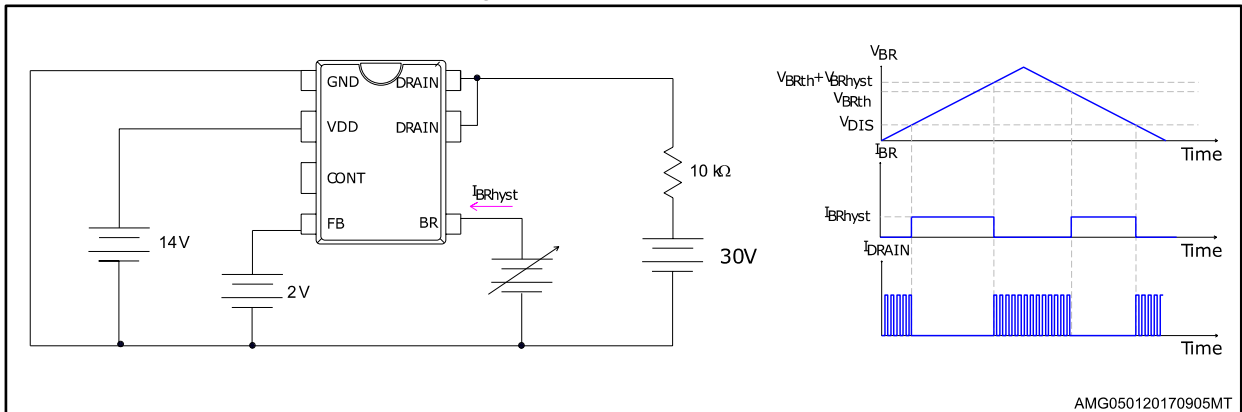 GND
DRAIN
VDD
DRAIN
CONT
FB
BR
IBRhyst
14V
2V
10 kΩ
30V
VBR
VBRth+VBRhyst
VBRth
VDIS
Time
IBR
IBRhyst
Time
IDRAIN
Time
AMG050120170905MT